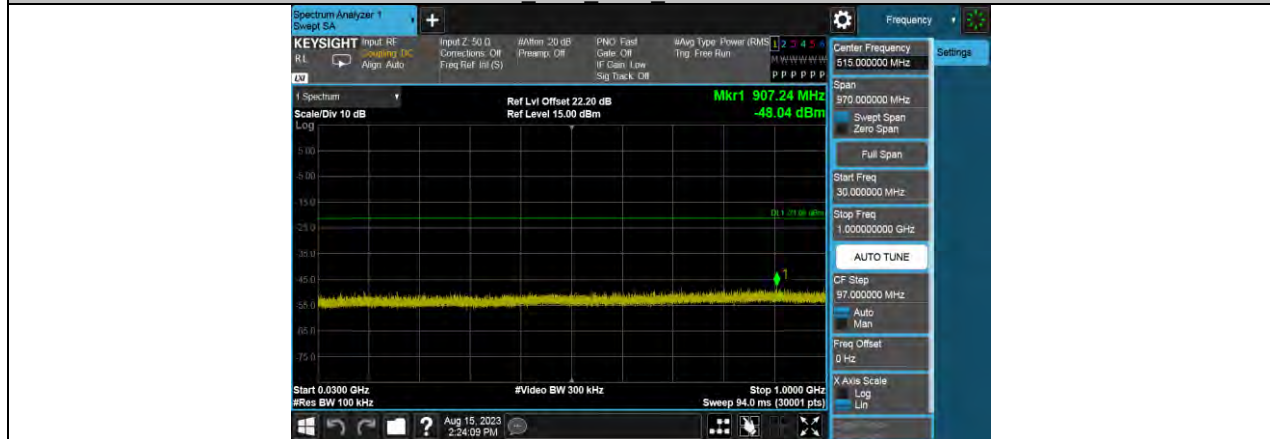 Spectrum Analyzer 1
Swept SA
+
Frequency
KEYSIGHT
RL
LXI
Input: RF
Coupling: DC
Align: Auto
Input Z: 50 Ω
Corrections: Off
Freq Ref: Int (S)
#Atten: 20 dB
Preamp: Off
PNO: Fast
Gate: Off
IF Gain: Low
Sig Track: Off
#Avg Type: Power (RMS
Trig: Free Run
1 2 3 4 5 6
M W W W W W
P P P P P P
1 Spectrum
Scale/Div 10 dB
Log
Ref Lvl Offset 22.20 dB
Ref Level 15.00 dBm
Mkr1 907.24 MHz
-48.04 dBm
5.00
-5.00
-15.0
-25.0
-35.0
-45.0
-55.0
-65.0
-75.0
1
Start 0.0300 GHz
#Res BW 100 kHz
#Video BW 300 kHz
Stop 1.0000 GHz
Sweep 94.0 ms (30001 pts)
Center Frequency
515.000000 MHz
Span
970.000000 MHz
Swept Span
Zero Span
Full Span
Start Freq
30.000000 MHz
Stop Freq
1.000000000 GHz
AUTO TUNE
CF Step
97.000000 MHz
Auto
Man
Freq Offset
0 Hz
X Axis Scale
Log
Lin
Settings
?
Aug 15, 2023
2:24:09 PM